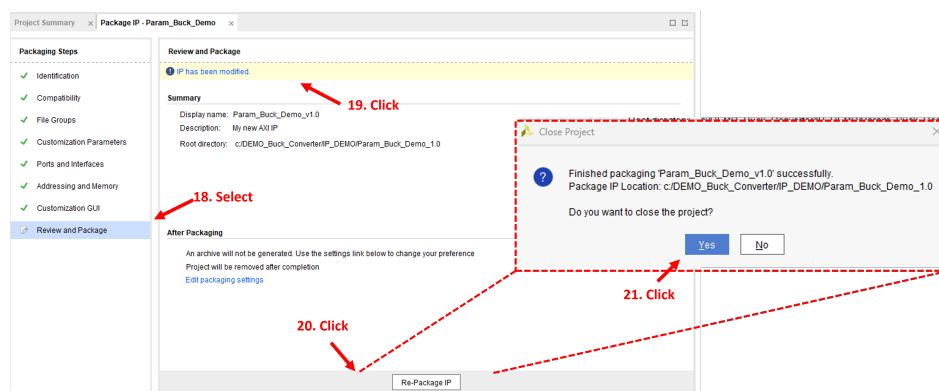 Project Summary × Package IP - Param_Buck_Demo ×
Packaging Steps
Identification
Compatibility
File Groups
Customization Parameters
Ports and Interfaces
Addressing and Memory
Customization GUI
Review and Package
18. Select
Review and Package
IP has been modified.
19. Click
Summary
Display name: Param_Buck_Demo_v1.0
Description: My new AXI IP
Root directory: c:/DEMO_Buck_Converter/IP_DEMO/Param_Buck_Demo_1.0
After Packaging
An archive will not be generated. Use the settings link below to change your preference
Project will be removed after completion
Edit packaging settings
20. Click
Re-Package IP
Close Project
Finished packaging 'Param_Buck_Demo_v1.0' successfully.
Package IP Location: c:/DEMO_Buck_Converter/IP_DEMO/Param_Buck_Demo_1.0
Do you want to close the project?
Yes No
21. Click